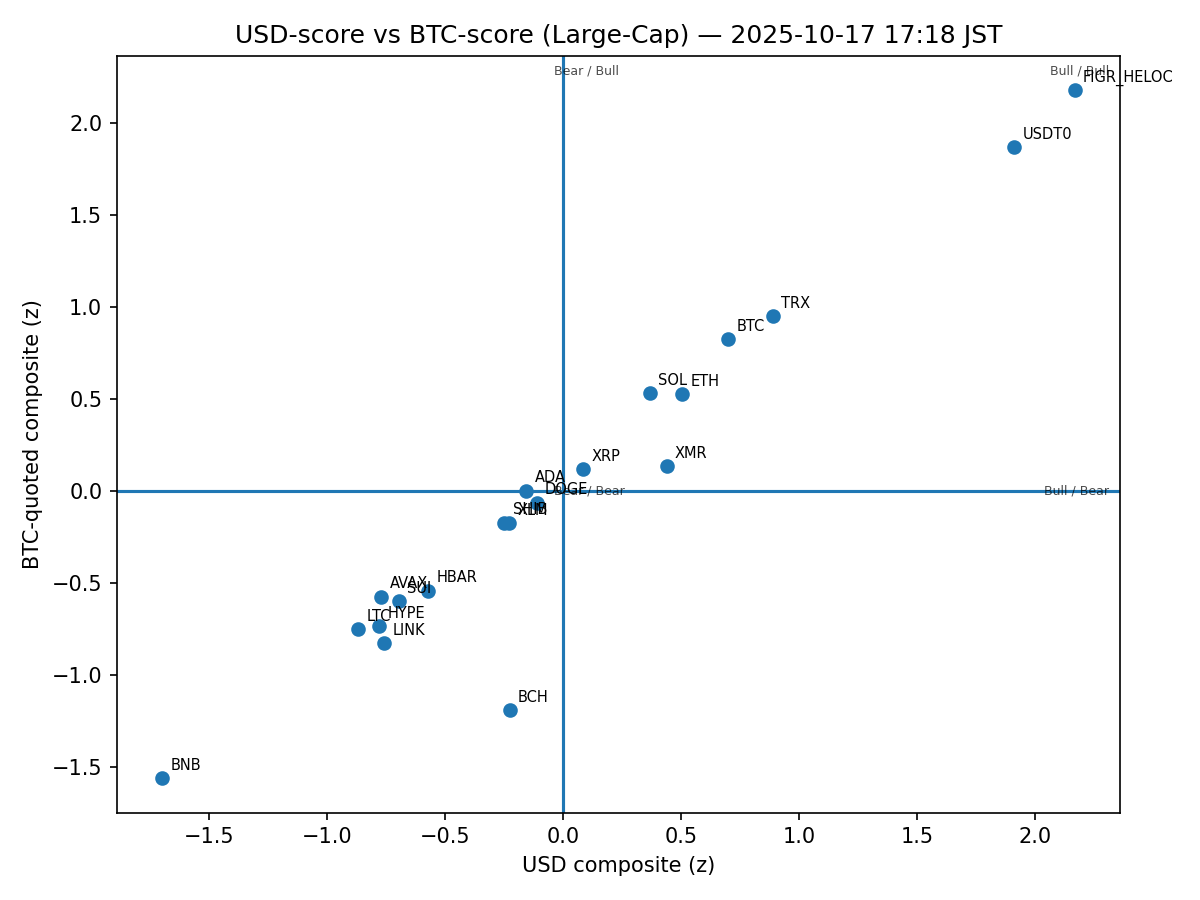 USD-score vs BTC-score (Large-Cap) — 2025-10-17 17:18 JST
Bear / Bull
Bull / Bull
FIGR_HELOC
USDT0
TRX
BTC
SOL
ETH
XRP
XMR
ADA
DOGE
Bear / Bear
Bull / Bear
SHIB
XLM
HBAR
AVAX
SUI
LTC
HYPE
LINK
BCH
BNB
2.0
1.5
1.0
0.5
0.0
−0.5
−1.0
−1.5
BTC-quoted composite (z)
−1.5
−1.0
−0.5
0.0
0.5
1.0
1.5
2.0
USD composite (z)